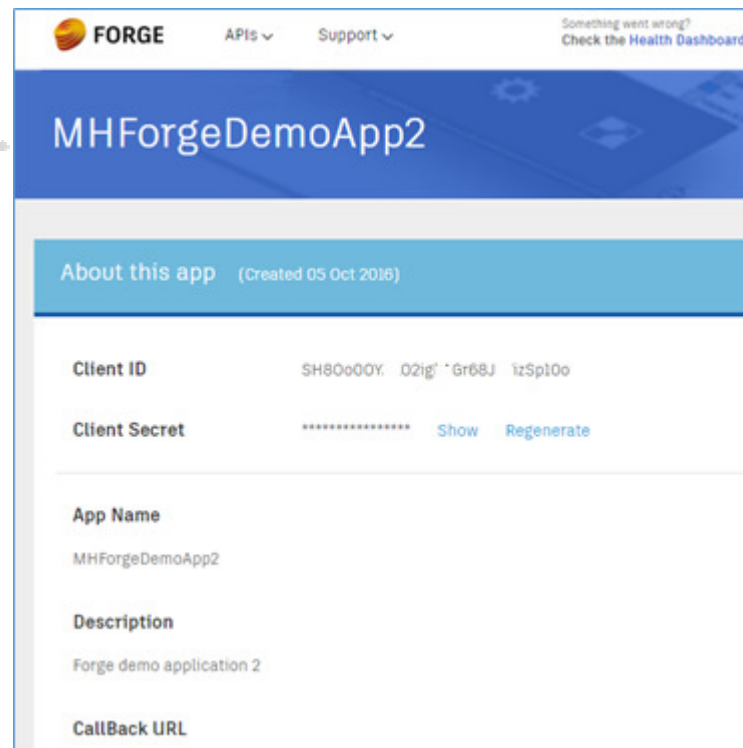 FORGE APIs Support
Something went wrong?
Check the Health Dashboard
MHForgeDemoApp2
About this app (Created 05 Oct 2016)
Client ID
Client Secret **************** Show Regenerate
App Name
MHForgeDemoApp2
Description
Forge demo application 2
CallBack URL